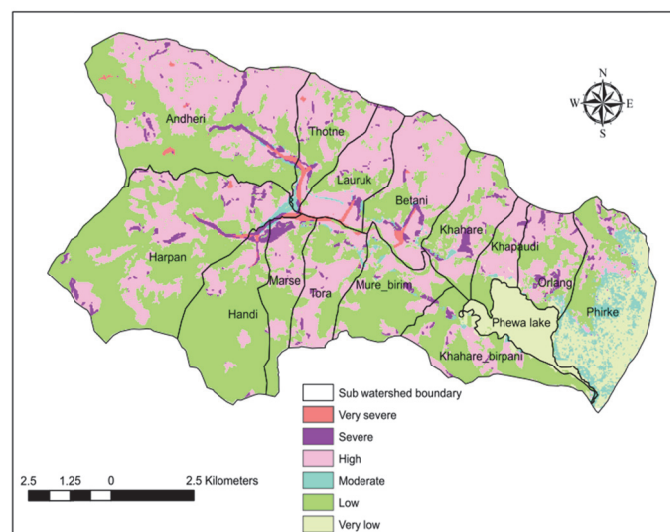 N
W E
S
Andheri
Thotne
Lauruk
Betani
Khahare
Khapaudi
Harpan
Marse
Tora
Mure_birim
Orlang
Phirke
Handi
Phewa lake
Khahare_birpani
Sub watershed boundary
Very severe
Severe
High
Moderate
Low
Very low
2.5 1.25 0 2.5 Kilometers